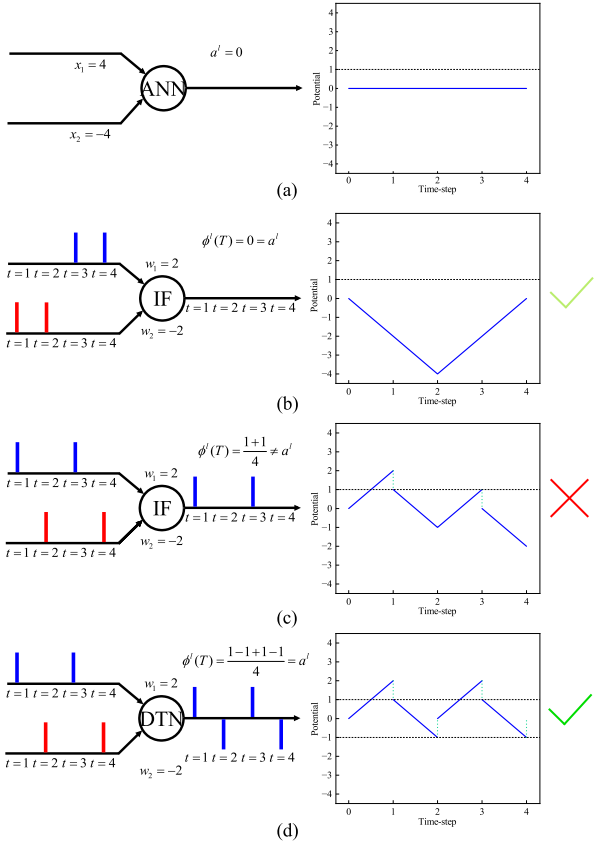 x₁ = 4
aˡ = 0
ANN
x₂ = −4
Potential
4
3
2
1
0
−1
−2
−3
−4
0 1 2 3 4
Time-step
(a)
t = 1 t = 2 t = 3 t = 4
w₁ = 2
ϕˡ(T) = 0 = aˡ
IF
t = 1 t = 2 t = 3 t = 4
w₂ = −2
t = 1 t = 2 t = 3 t = 4
Potential
4
3
2
1
0
−1
−2
−3
−4
0 1 2 3 4
Time-step
(b)
t = 1 t = 2 t = 3 t = 4
w₁ = 2
ϕˡ(T) = (1+1)/4 ≠ aˡ
IF
t = 1 t = 2 t = 3 t = 4
w₂ = −2
t = 1 t = 2 t = 3 t = 4
Potential
4
3
2
1
0
−1
−2
−3
−4
0 1 2 3 4
Time-step
(c)
t = 1 t = 2 t = 3 t = 4
w₁ = 2
ϕˡ(T) = (1−1+1−1)/4 = aˡ
DTN
t = 1 t = 2 t = 3 t = 4
w₂ = −2
t = 1 t = 2 t = 3 t = 4
Potential
4
3
2
1
0
−1
−2
−3
−4
0 1 2 3 4
Time-step
(d)